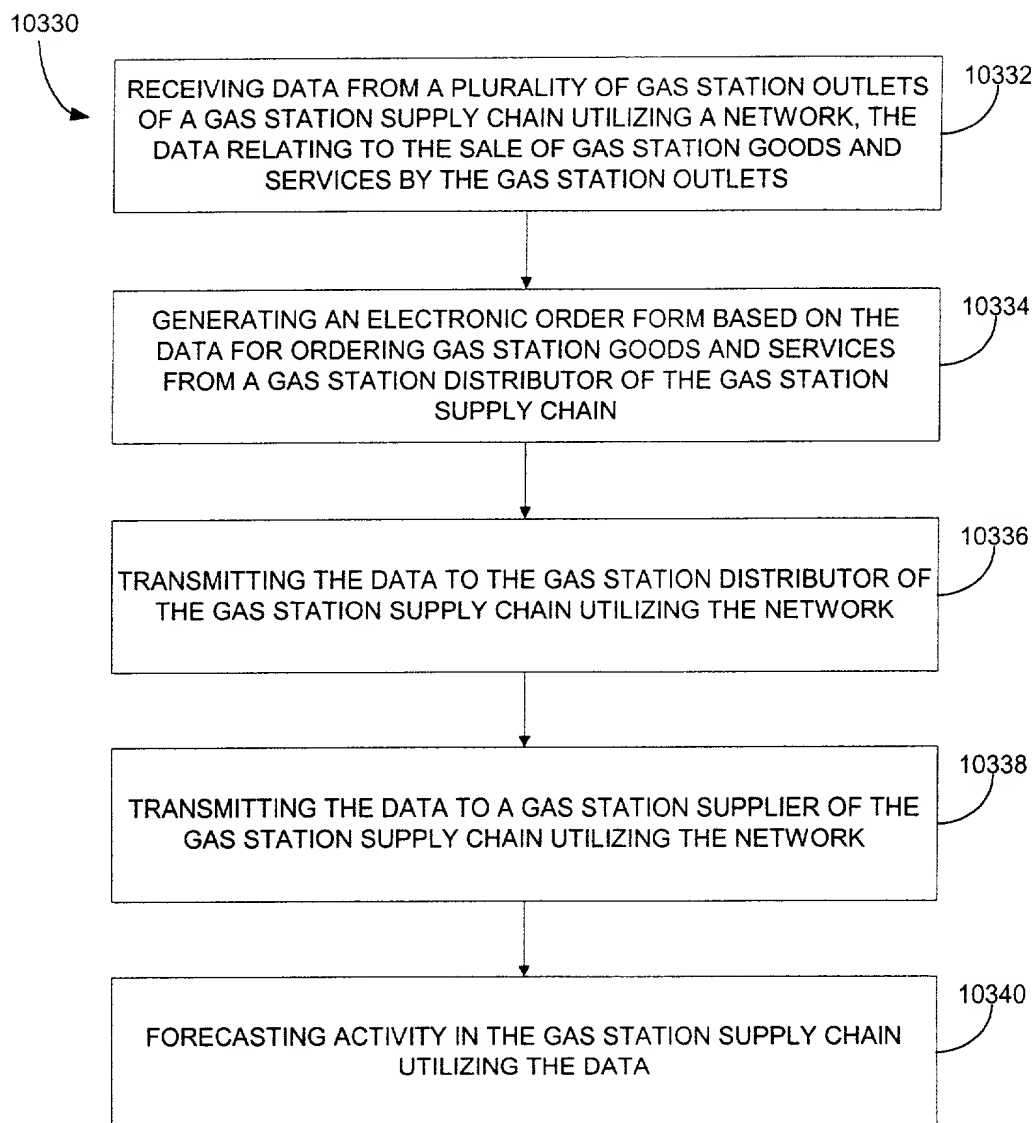 10330
RECEIVING DATA FROM A PLURALITY OF GAS STATION OUTLETS
OF A GAS STATION SUPPLY CHAIN UTILIZING A NETWORK, THE
DATA RELATING TO THE SALE OF GAS STATION GOODS AND
SERVICES BY THE GAS STATION OUTLETS
10332
GENERATING AN ELECTRONIC ORDER FORM BASED ON THE
DATA FOR ORDERING GAS STATION GOODS AND SERVICES
FROM A GAS STATION DISTRIBUTOR OF THE GAS STATION
SUPPLY CHAIN
10334
TRANSMITTING THE DATA TO THE GAS STATION DISTRIBUTOR OF
THE GAS STATION SUPPLY CHAIN UTILIZING THE NETWORK
10336
TRANSMITTING THE DATA TO A GAS STATION SUPPLIER OF THE
GAS STATION SUPPLY CHAIN UTILIZING THE NETWORK
10338
FORECASTING ACTIVITY IN THE GAS STATION SUPPLY CHAIN
UTILIZING THE DATA
10340